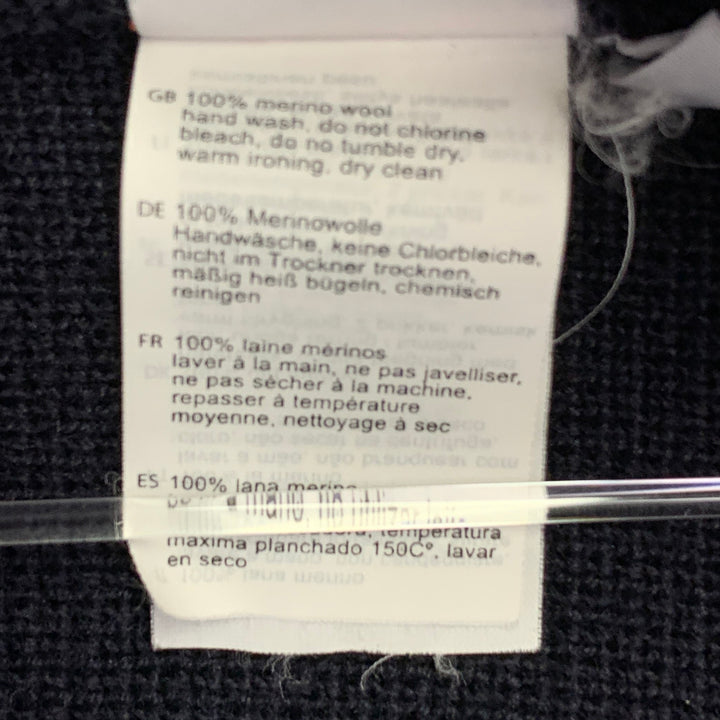 GB 100% merino wool
hand wash, do not chlorine
bleach, do no tumble dry,
warm ironing, dry clean
DE 100% Merinowolle
Handwäsche, keine Chlorbleiche,
nicht im Trockner trocknen,
mäßig heiß bügeln, chemisch
reinigen
FR 100% laine mérinos
laver à la main, ne pas javelliser,
ne pas sécher à la machine,
repasser à température
moyenne, nettoyage à sec
ES 100% lana merino
a mano, no
temperatura
maxima planchado 150C°, lavar
en seco